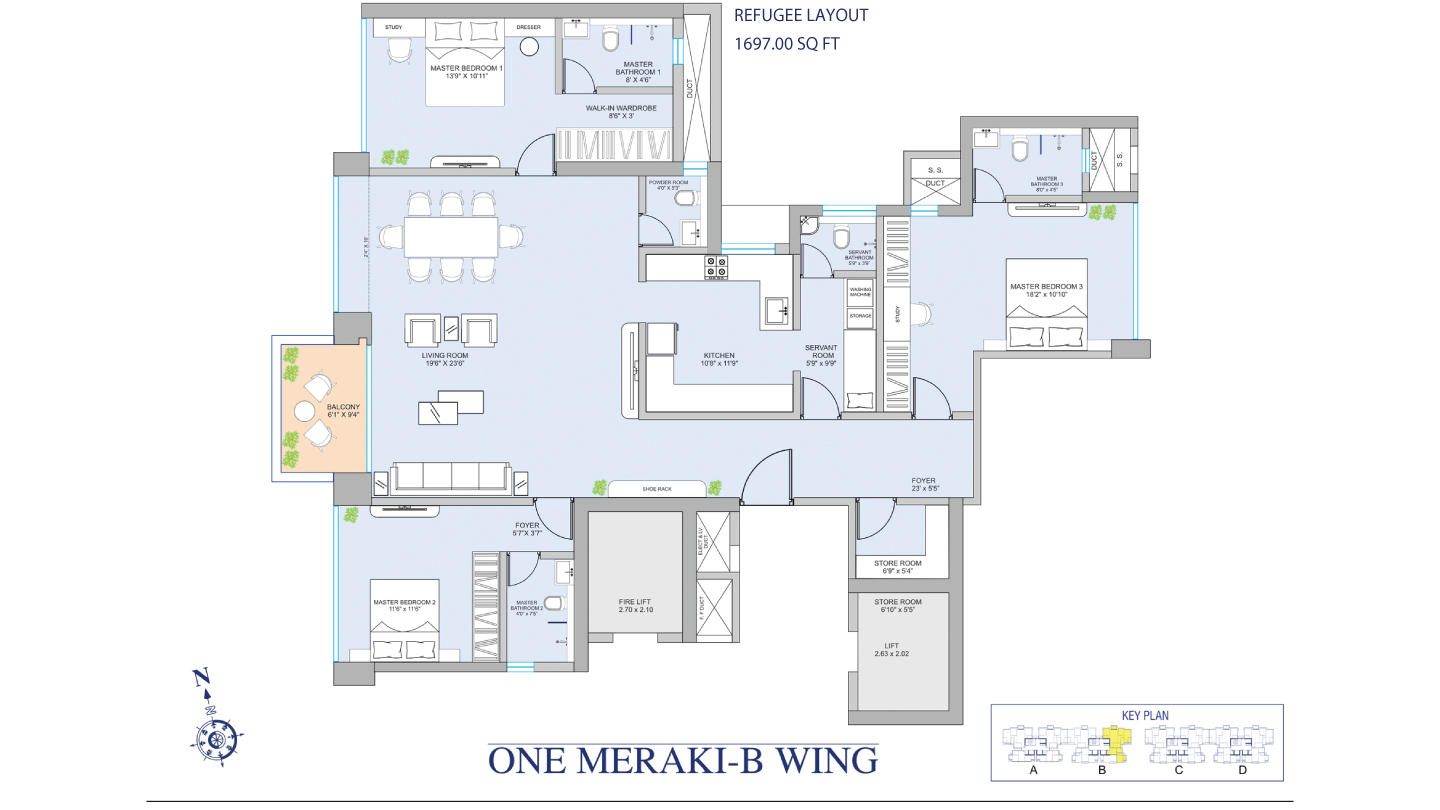 REFUGEE LAYOUT
1697.00 SQ FT
STUDY
DRESSER
MASTER BEDROOM 1
13'9" X 10'11"
MASTER
BATHROOM 1
8' X 4'6"
DUCT
WALK-IN WARDROBE
8'6" X 3'
POWDER ROOM
4'0" X 5'3"
S. S.
DUCT
MASTER
BATHROOM 3
8'0" x 4'5"
DUCT
S. S.
2'4" X 10'
SERVANT
BATHROOM
5'9" x 3'9"
WASHING
MACHINE
STORAGE
STUDY
MASTER BEDROOM 3
18'2" x 10'10"
LIVING ROOM
19'6" X 23'6"
KITCHEN
10'8" x 11'9"
SERVANT
ROOM
5'9" x 9'9"
BALCONY
6'1" X 9'4"
SHOE RACK
FOYER
23' x 5'5"
FOYER
5'7"X 3'7"
ELECT & LV
DUCT
STORE ROOM
6'9" x 5'4"
MASTER BEDROOM 2
11'6" x 11'6"
MASTER
BATHROOM 2
4'0" x 7'5"
FIRE LIFT
2.70 x 2.10
F.F DUCT
STORE ROOM
6'10" x 5'5"
LIFT
2.63 x 2.02
N
N
ONE MERAKI-B WING
KEY PLAN
A B C D